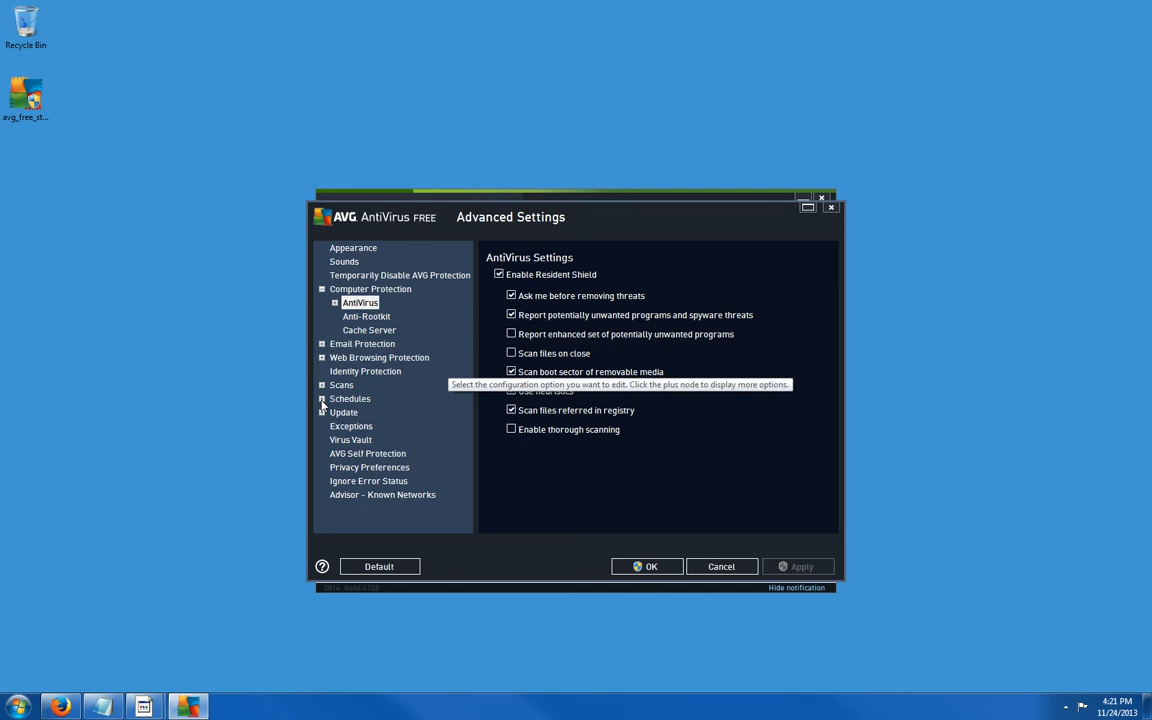 Recycle Bin
avg_free_st...
AVG AntiVirus FREE Advanced Settings
Appearance
Sounds
Temporarily Disable AVG Protection
Computer Protection
AntiVirus
Anti-Rootkit
Cache Server
Email Protection
Web Browsing Protection
Identity Protection
Scans
Schedules
Update
Exceptions
Virus Vault
AVG Self Protection
Privacy Preferences
Ignore Error Status
Advisor - Known Networks
AntiVirus Settings
Enable Resident Shield
Ask me before removing threats
Report potentially unwanted programs and spyware threats
Report enhanced set of potentially unwanted programs
Scan files on close
Scan boot sector of removable media
Select the configuration option you want to edit. Click the plus node to display more options.
Use heuristics
Scan files referred in registry
Enable thorough scanning
Default
OK
Cancel
Apply
2014 build 4158
Hide notification
4:21 PM
11/24/2013